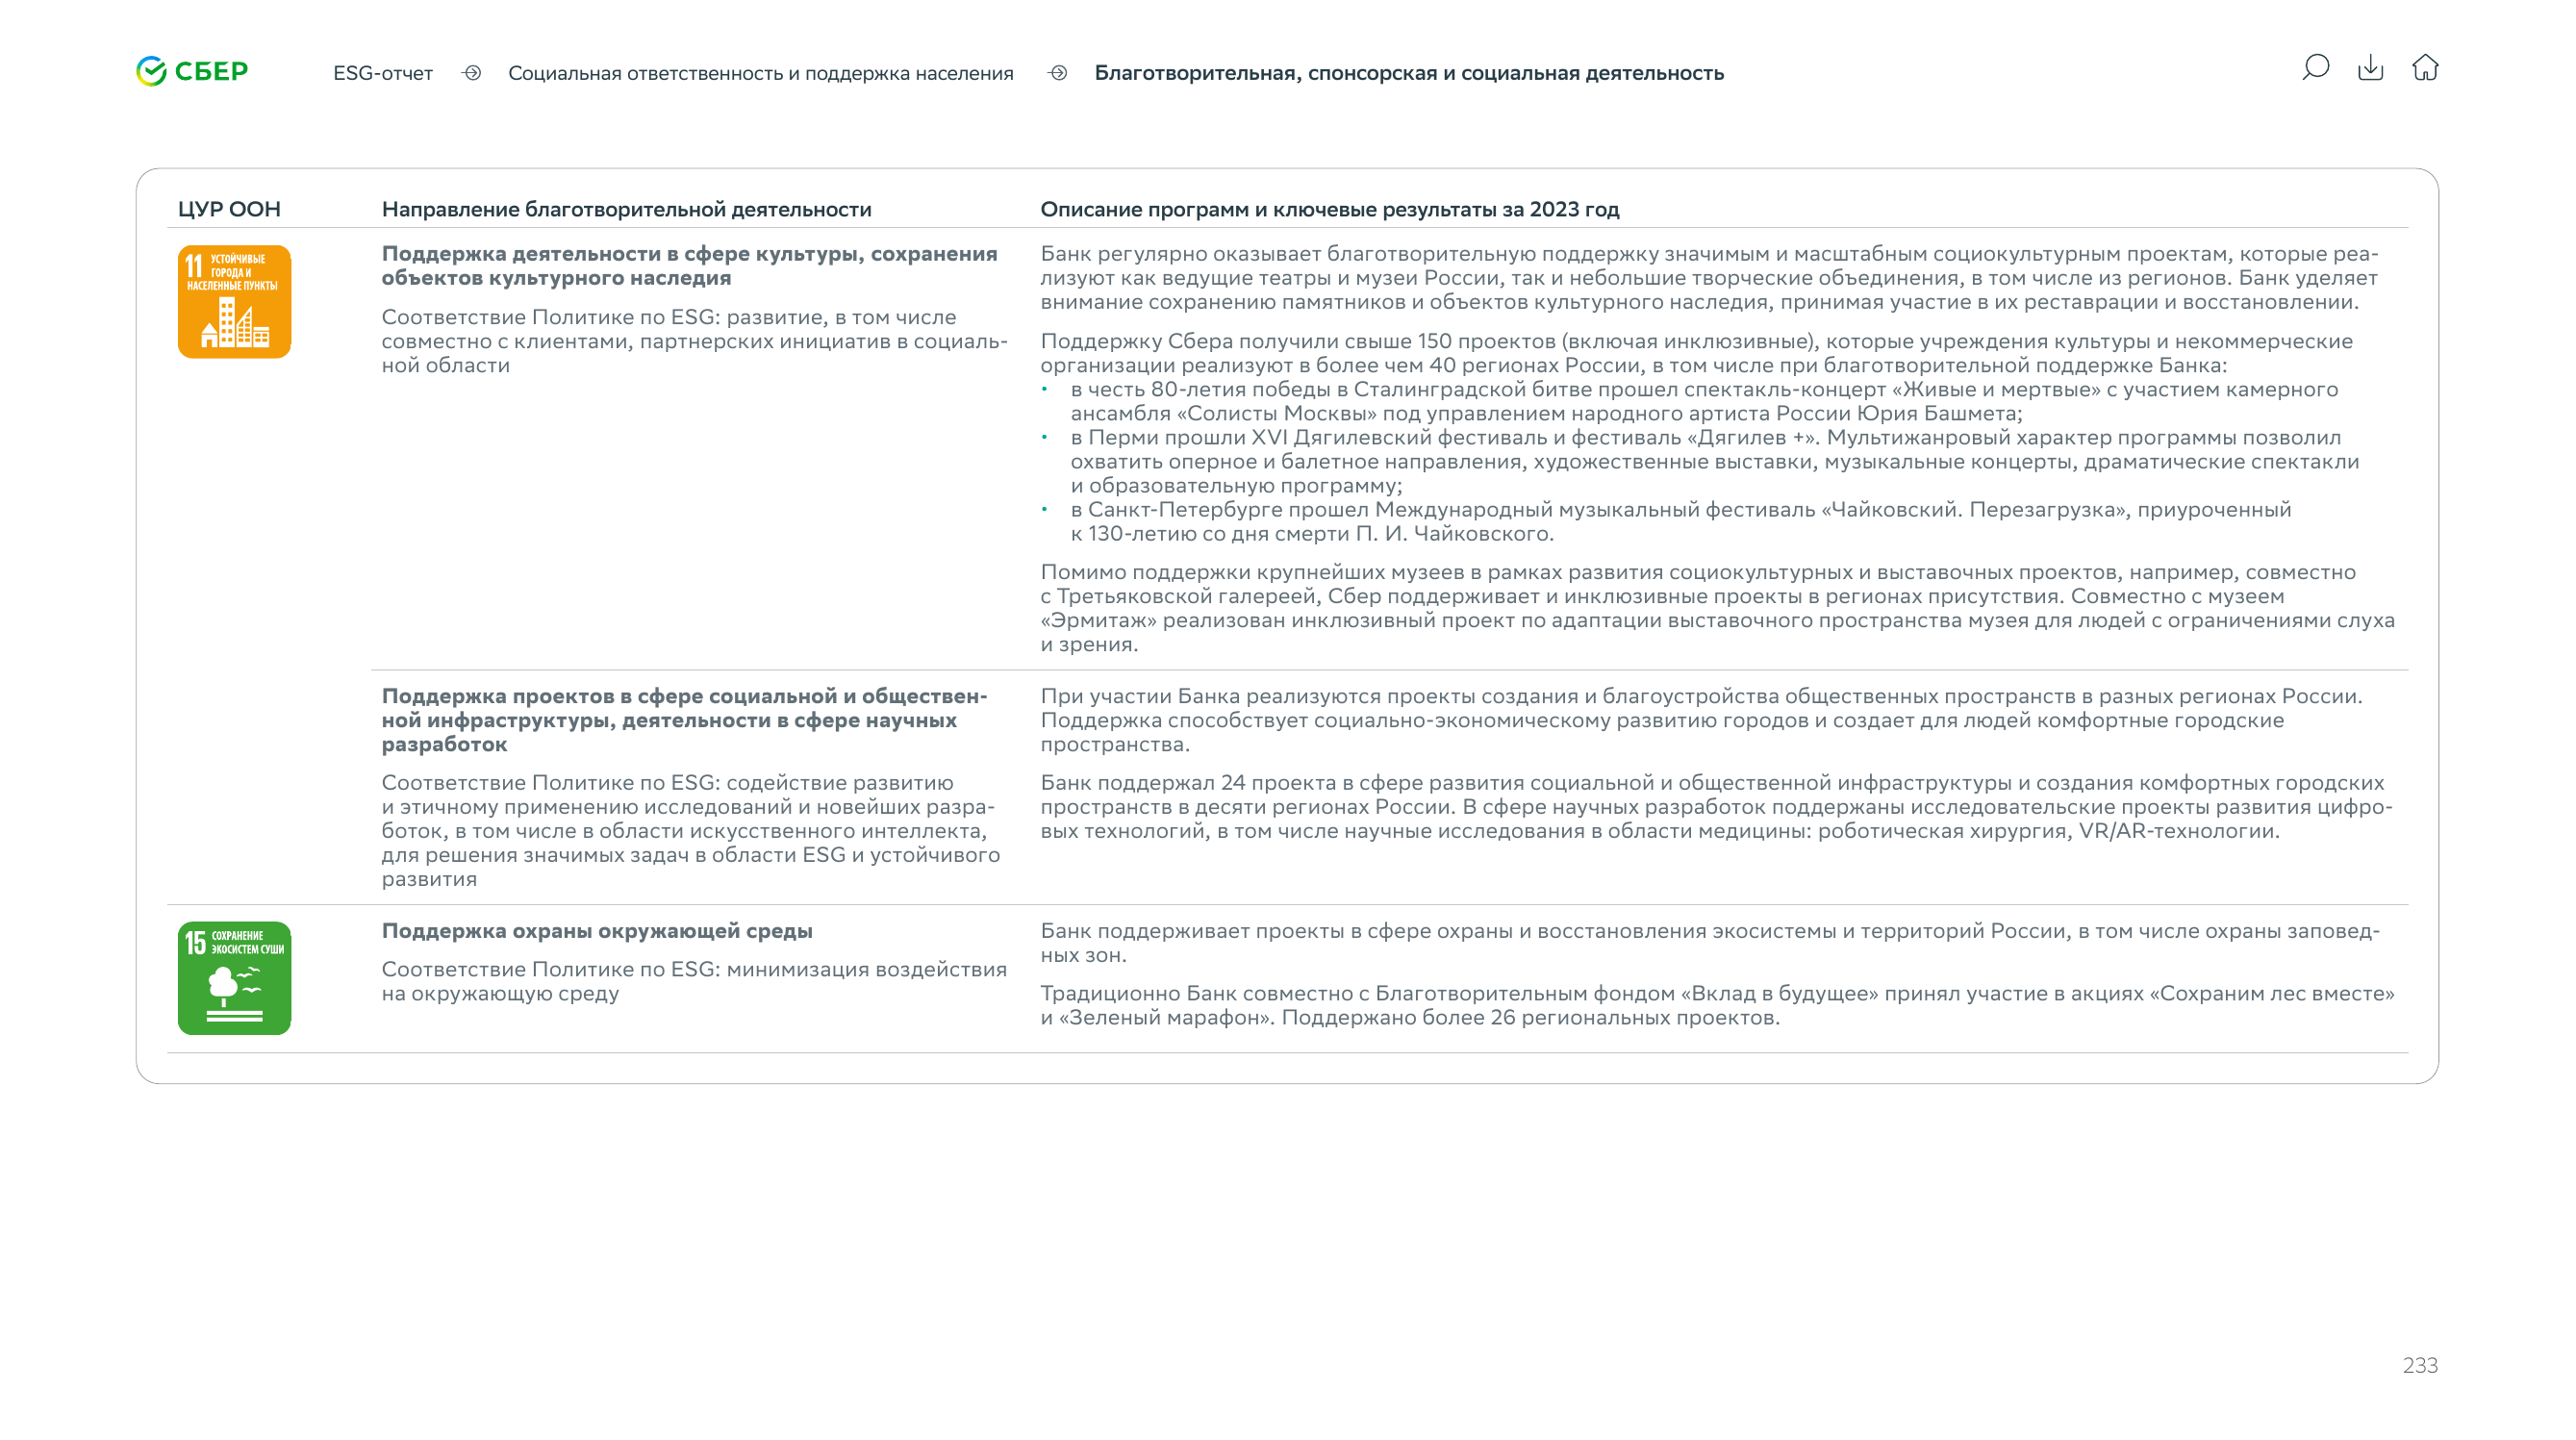 СБЕР
ESG-отчет
Социальная ответственность и поддержка населения
Благотворительная, спонсорская и социальная деятельность
ЦУР ООН
Направление благотворительной деятельности
Описание программ и ключевые результаты за 2023 год
11 УСТОЙЧИВЫЕ
ГОРОДА И
НАСЕЛЕННЫЕ ПУНКТЫ
Поддержка деятельности в сфере культуры, сохранения
объектов культурного наследия
Соответствие Политике по ESG: развитие, в том числе
совместно с клиентами, партнерских инициатив в социаль-
ной области
Банк регулярно оказывает благотворительную поддержку значимым и масштабным социокультурным проектам, которые реа-
лизуют как ведущие театры и музеи России, так и небольшие творческие объединения, в том числе из регионов. Банк уделяет
внимание сохранению памятников и объектов культурного наследия, принимая участие в их реставрации и восстановлении.
Поддержку Сбера получили свыше 150 проектов (включая инклюзивные), которые учреждения культуры и некоммерческие
организации реализуют в более чем 40 регионах России, в том числе при благотворительной поддержке Банка:
• в честь 80-летия победы в Сталинградской битве прошел спектакль-концерт «Живые и мертвые» с участием камерного
ансамбля «Солисты Москвы» под управлением народного артиста России Юрия Башмета;
• в Перми прошли XVI Дягилевский фестиваль и фестиваль «Дягилев +». Мультижанровый характер программы позволил
охватить оперное и балетное направления, художественные выставки, музыкальные концерты, драматические спектакли
и образовательную программу;
• в Санкт-Петербурге прошел Международный музыкальный фестиваль «Чайковский. Перезагрузка», приуроченный
к 130-летию со дня смерти П. И. Чайковского.
Помимо поддержки крупнейших музеев в рамках развития социокультурных и выставочных проектов, например, совместно
с Третьяковской галереей, Сбер поддерживает и инклюзивные проекты в регионах присутствия. Совместно с музеем
«Эрмитаж» реализован инклюзивный проект по адаптации выставочного пространства музея для людей с ограничениями слуха
и зрения.
Поддержка проектов в сфере социальной и обществен-
ной инфраструктуры, деятельности в сфере научных
разработок
Соответствие Политике по ESG: содействие развитию
и этичному применению исследований и новейших разра-
боток, в том числе в области искусственного интеллекта,
для решения значимых задач в области ESG и устойчивого
развития
При участии Банка реализуются проекты создания и благоустройства общественных пространств в разных регионах России.
Поддержка способствует социально-экономическому развитию городов и создает для людей комфортные городские
пространства.
Банк поддержал 24 проекта в сфере развития социальной и общественной инфраструктуры и создания комфортных городских
пространств в десяти регионах России. В сфере научных разработок поддержаны исследовательские проекты развития цифро-
вых технологий, в том числе научные исследования в области медицины: роботическая хирургия, VR/AR-технологии.
15 СОХРАНЕНИЕ
ЭКОСИСТЕМ СУШИ
Поддержка охраны окружающей среды
Соответствие Политике по ESG: минимизация воздействия
на окружающую среду
Банк поддерживает проекты в сфере охраны и восстановления экосистемы и территорий России, в том числе охраны заповед-
ных зон.
Традиционно Банк совместно с Благотворительным фондом «Вклад в будущее» принял участие в акциях «Сохраним лес вместе»
и «Зеленый марафон». Поддержано более 26 региональных проектов.
233